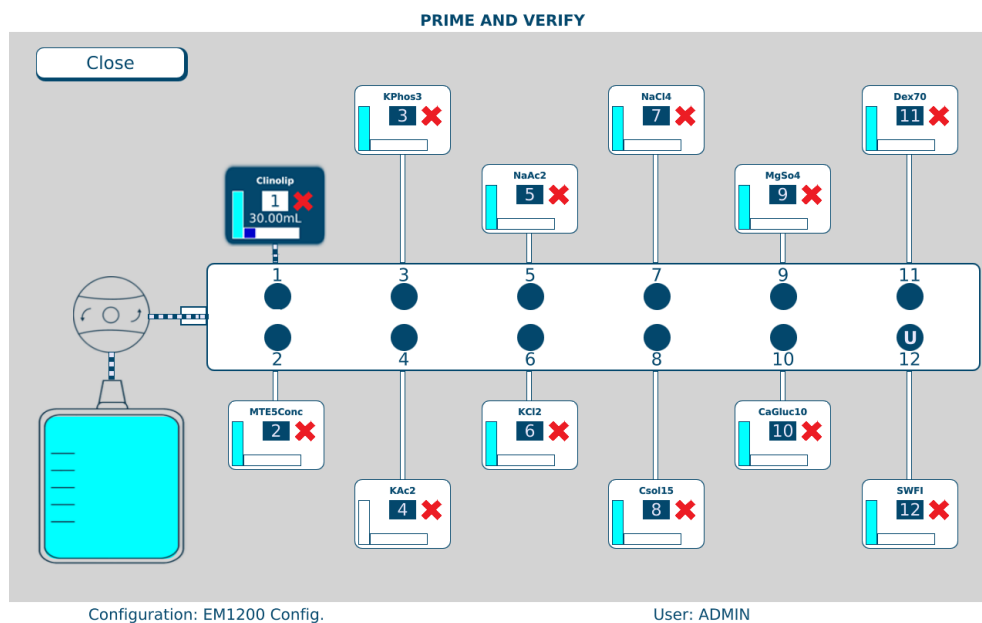 PRIME AND VERIFY
Close
KPhos3
3
NaCl4
7
Dex70
11
Clinolip
1
30.00mL
NaAc2
5
MgSo4
9
1 3 5 7 9 11
U
2 4 6 8 10 12
MTE5Conc
2
KCl2
6
CaGluc10
10
KAc2
4
Csol15
8
SWFI
12
Configuration: EM1200 Config. User: ADMIN